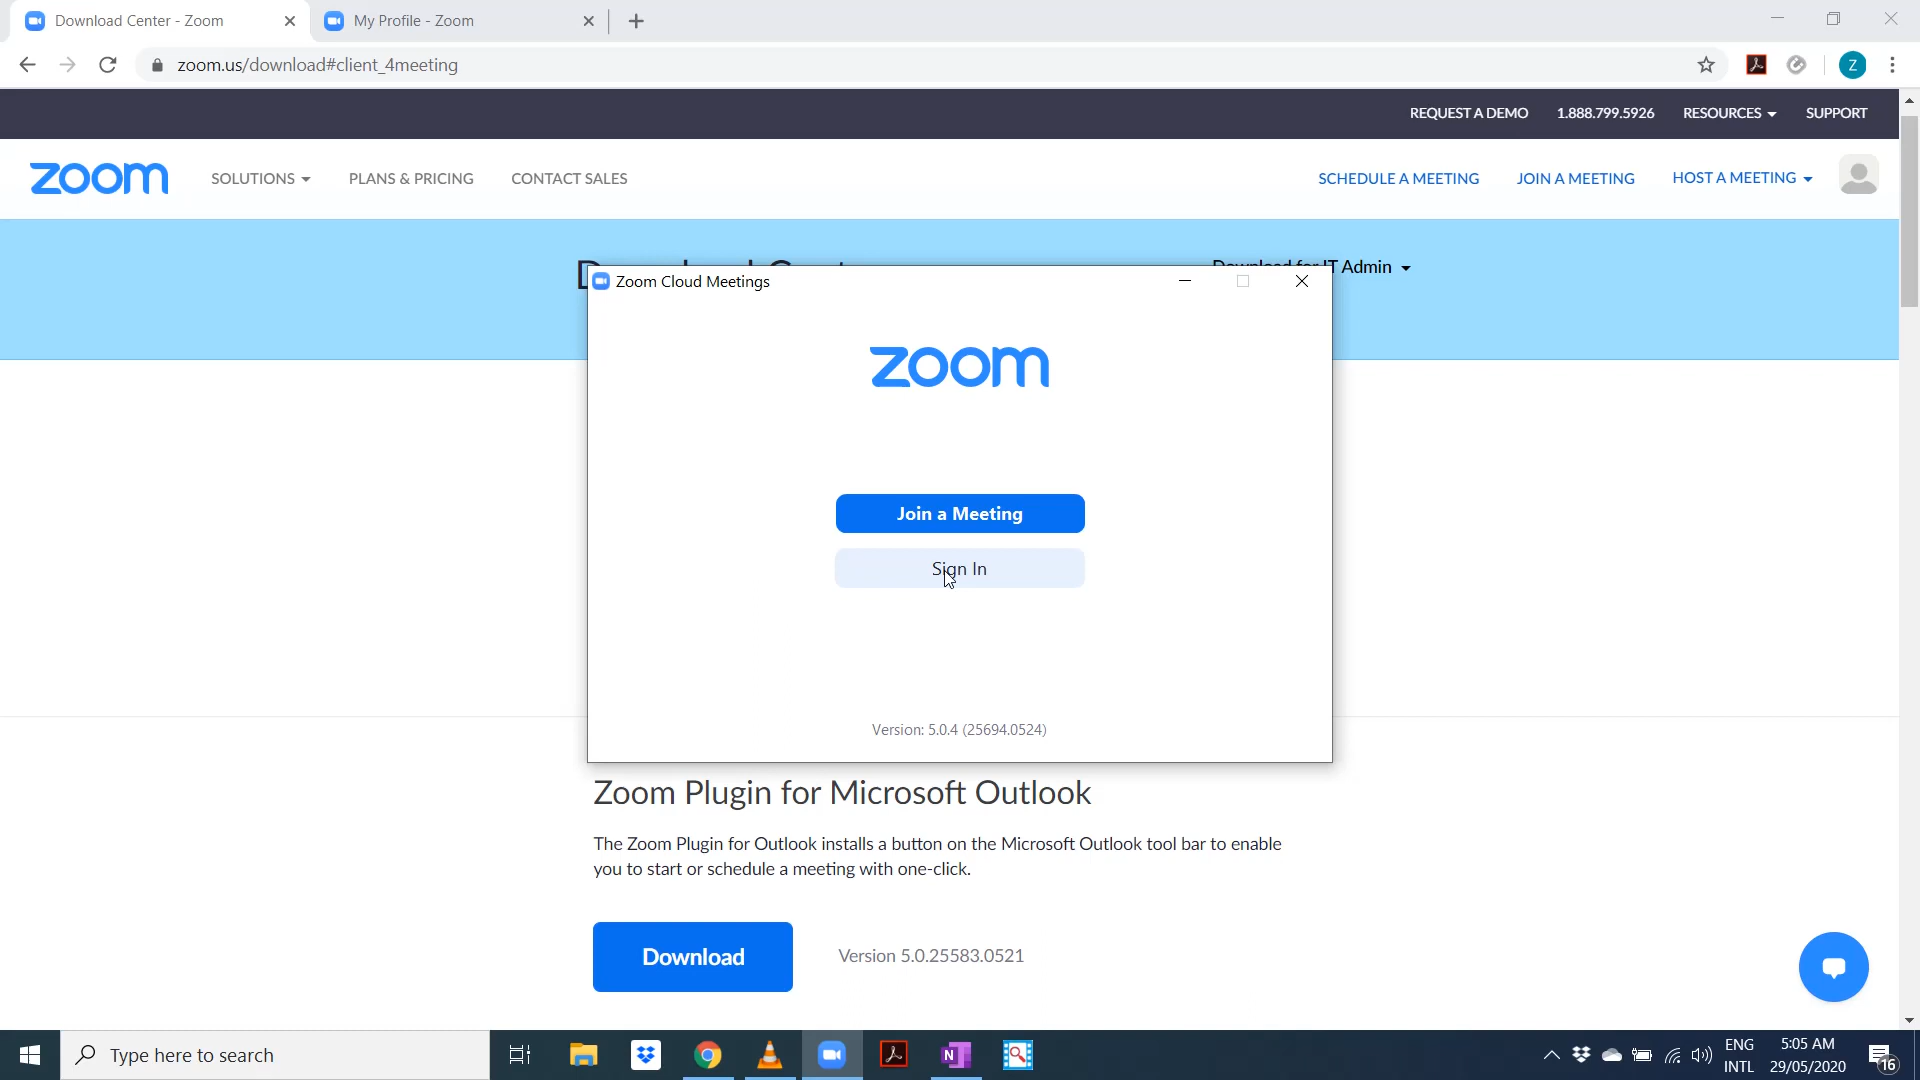 Download Center - Zoom
My Profile - Zoom
zoom.us/download#client_4meeting
Z
REQUEST A DEMO
1.888.799.5926
RESOURCES
SUPPORT
zoom
SOLUTIONS
PLANS & PRICING
CONTACT SALES
SCHEDULE A MEETING
JOIN A MEETING
HOST A MEETING
Download for IT Admin
Zoom Cloud Meetings
zoom
Join a Meeting
Sign In
Version: 5.0.4 (25694.0524)
Zoom Plugin for Microsoft Outlook
The Zoom Plugin for Outlook installs a button on the Microsoft Outlook tool bar to enable
you to start or schedule a meeting with one-click.
Download
Version 5.0.25583.0521
Type here to search
N
ENG
INTL
5:05 AM
29/05/2020
16